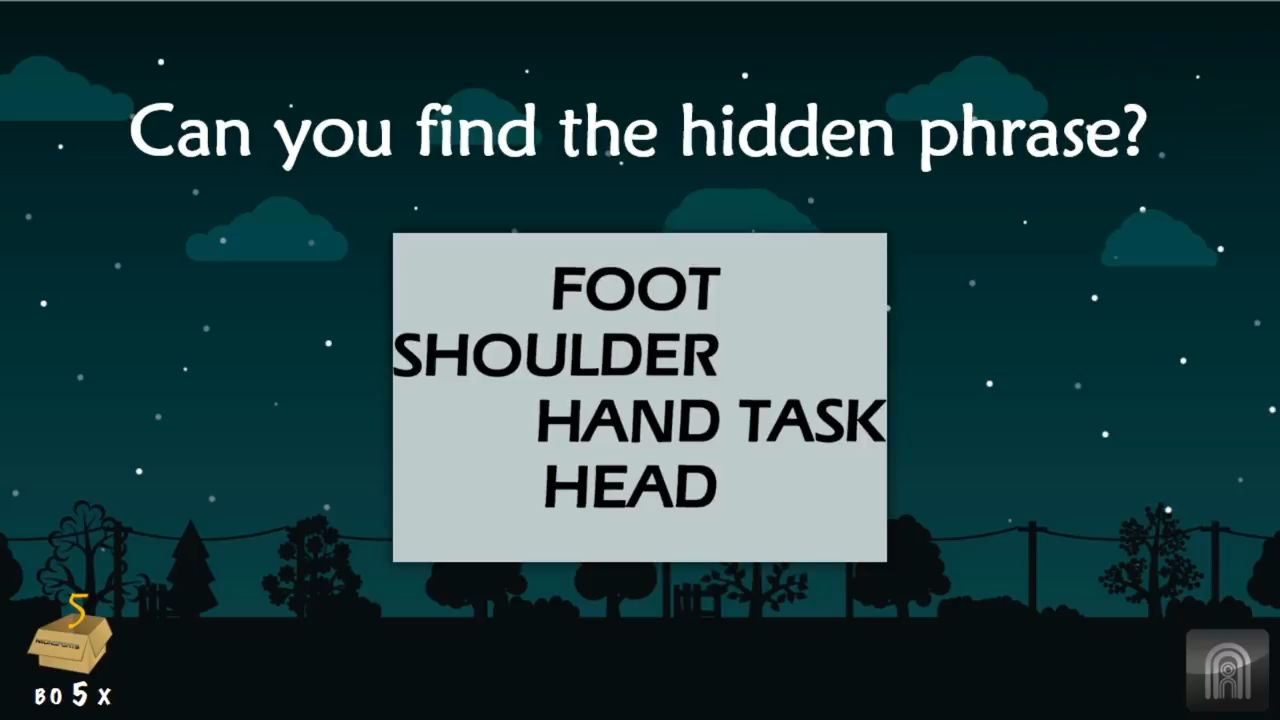 Can you find the hidden phrase?
FOOT
SHOULDER
HAND TASK
HEAD
5
BO 5 X